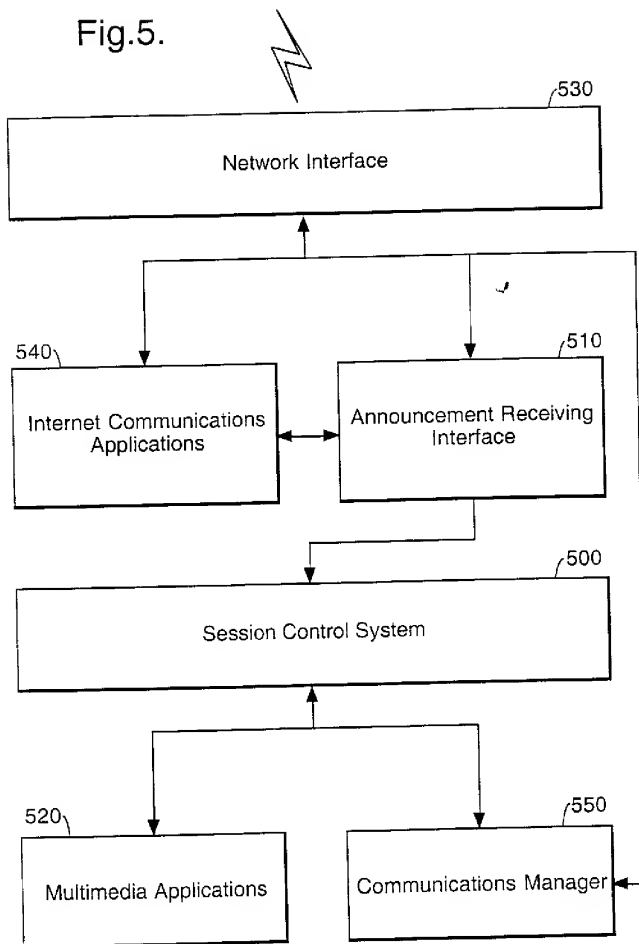 Fig.5.
530
Network Interface
540
510
Internet Communications
Applications
Announcement Receiving
Interface
500
Session Control System
520
550
Multimedia Applications
Communications Manager